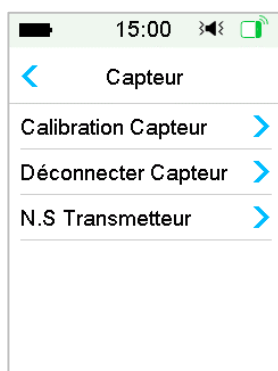 15:00
Capteur
Calibration Capteur
Déconnecter Capteur
N.S Transmetteur